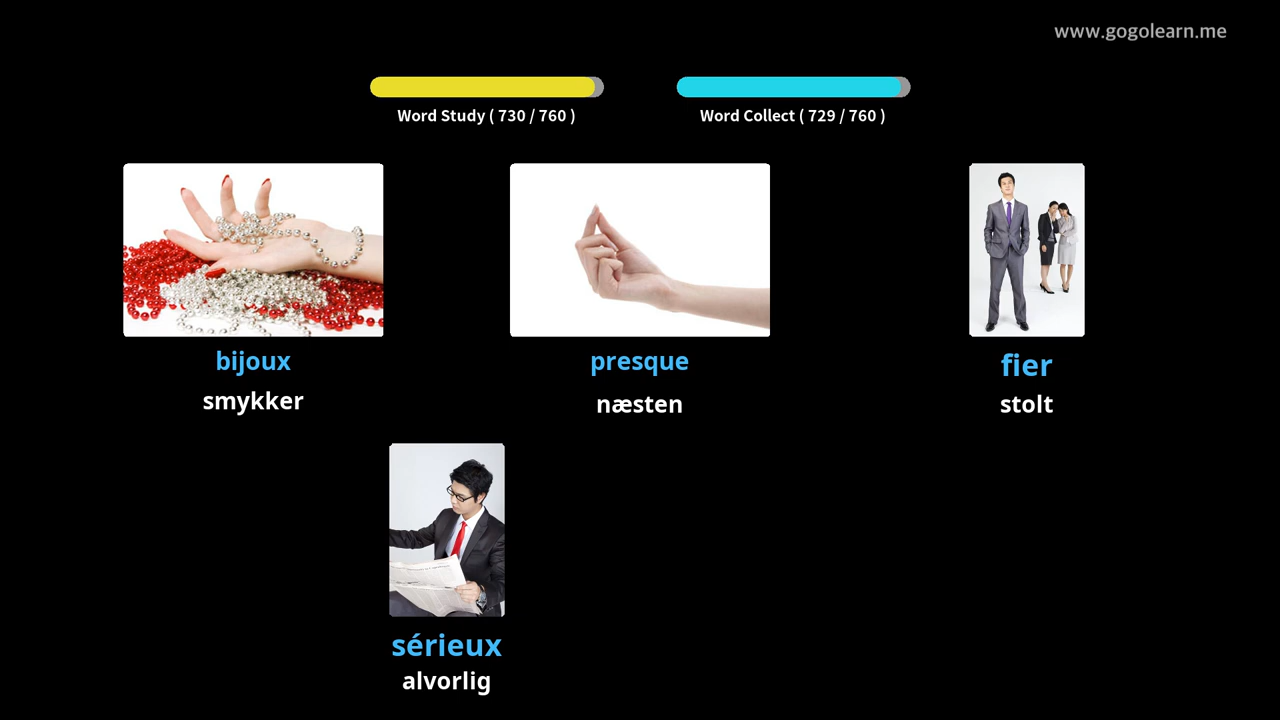 www.gogolearn.me
Word Study ( 730 / 760 )
Word Collect ( 729 / 760 )
bijoux
smykker
presque
næsten
fier
stolt
sérieux
alvorlig